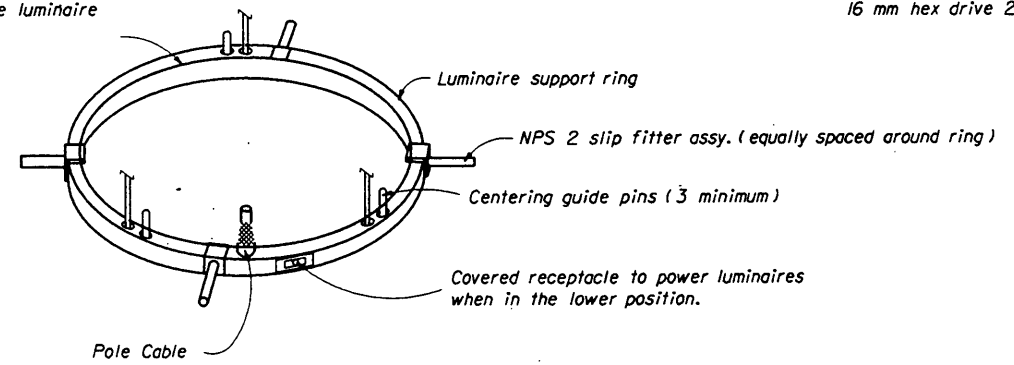 e luminaire
16 mm hex drive 2
Luminaire support ring
NPS 2 slip fitter assy. (equally spaced around ring)
Centering guide pins (3 minimum)
Covered receptacle to power luminaires
when in the lower position.
Pole Cable